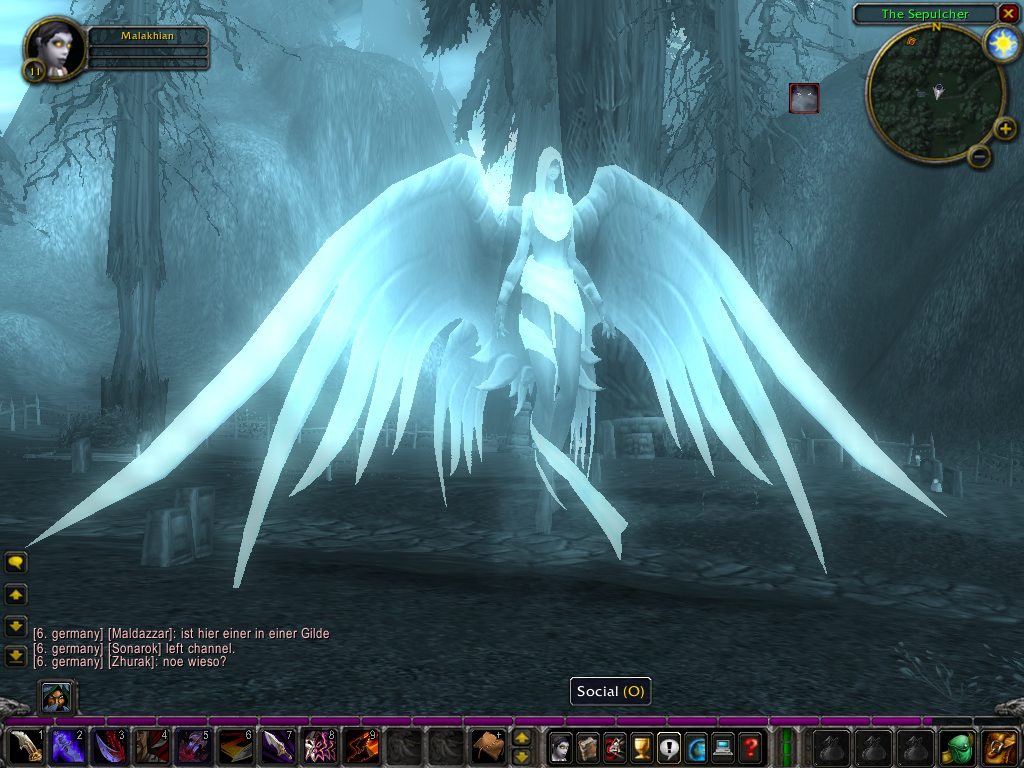 Malakhian
11
The Sepulcher
N
[6. germany] [Maldazzar]: ist hier einer in einer Gilde
[6. germany] [Sonarok] left channel.
[6. germany] [Zhurak]: noe wieso?
Social (O)
1 2 3 4 5 6 7 8 9 +